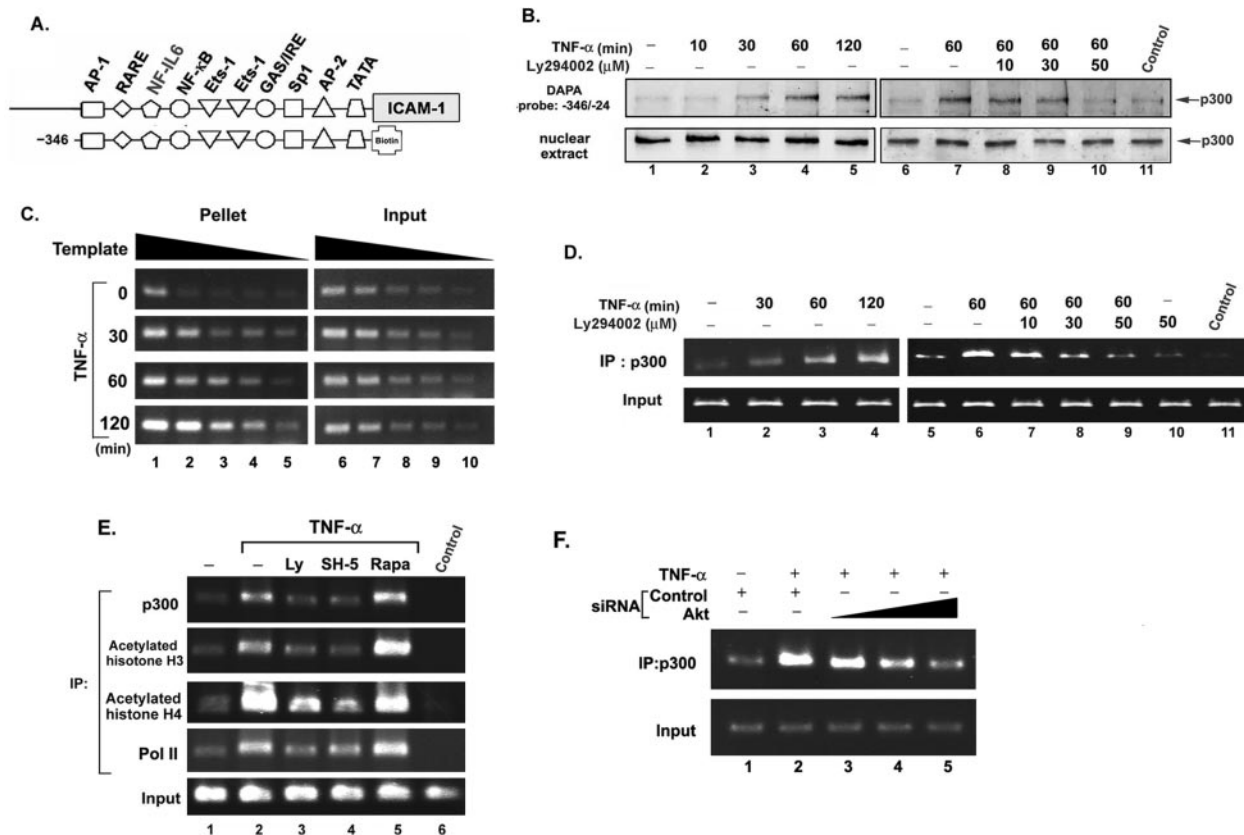 A.
AP-1 RARE NF-IL6 NF-κB Ets-1 Ets-1 GAS/IRE Sp1 AP-2 TATA
ICAM-1
−346
Biotin
B.
TNF-α (min) – 10 30 60 120 – 60 60 60 60 Control
Ly294002 (μM) – – – – – – – 10 30 50
DAPA
-probe: -346/-24
p300
nuclear
extract
p300
1 2 3 4 5 6 7 8 9 10 11
C.
Pellet Input
Template
TNF-α
0
30
60
120
(min)
1 2 3 4 5 6 7 8 9 10
D.
TNF-α (min) – 30 60 120 – 60 60 60 60 – Control
Ly294002 (μM) – – – – – – 10 30 50 50
IP : p300
Input
1 2 3 4 5 6 7 8 9 10 11
E.
TNF-α
– – Ly SH-5 Rapa Control
IP:
p300
Acetylated
hisotone H3
Acetylated
histone H4
Pol II
Input
1 2 3 4 5 6
F.
TNF-α – + + + +
siRNA
Control + + – – –
Akt – –
IP:p300
Input
1 2 3 4 5